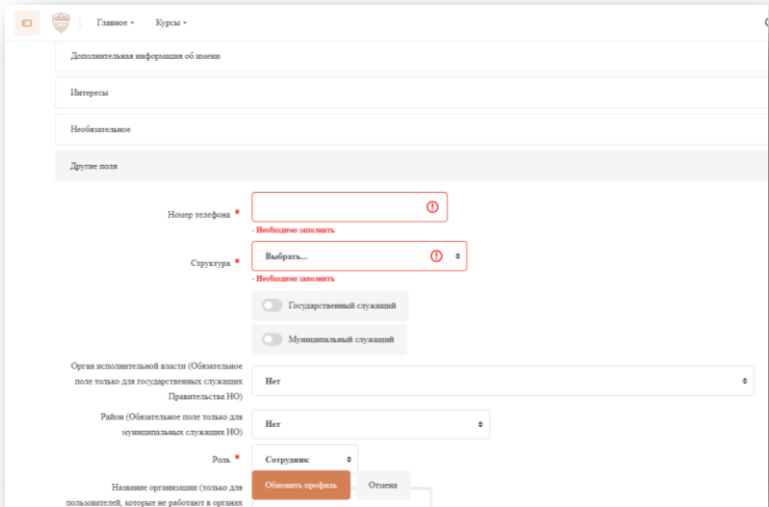 Главное
Курсы
Дополнительная информация об имени
Интересы
Необязательное
Другие поля
Номер телефона *
- Необходимо заполнить
Структура *
Выбрать...
- Необходимо заполнить
Государственный служащий
Муниципальный служащий
Орган исполнительной власти (Обязательное
поле только для государственных служащих
Правительства НО)
Нет
Район (Обязательное поле только для
муниципальных служащих НО)
Нет
Роль *
Сотрудник
Обновить профиль
Отмена
Название организации (только для
пользователей, которые не работают в органах